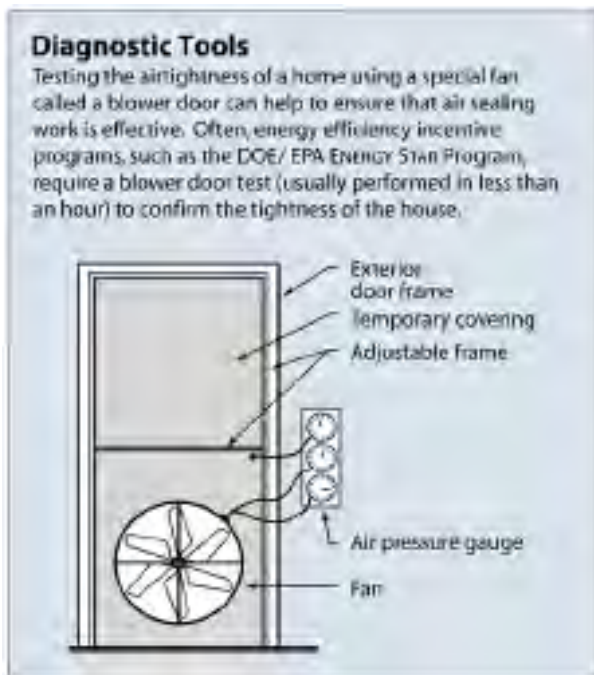 Diagnostic Tools
Testing the airtightness of a home using a special fan
called a blower door can help to ensure that air sealing
work is effective. Often, energy efficiency incentive
programs, such as the DOE/ EPA ENERGY STAR Program,
require a blower door test (usually performed in less than
an hour) to confirm the tightness of the house.
Exterior
door frame
Temporary covering
Adjustable frame
Air pressure gauge
Fan